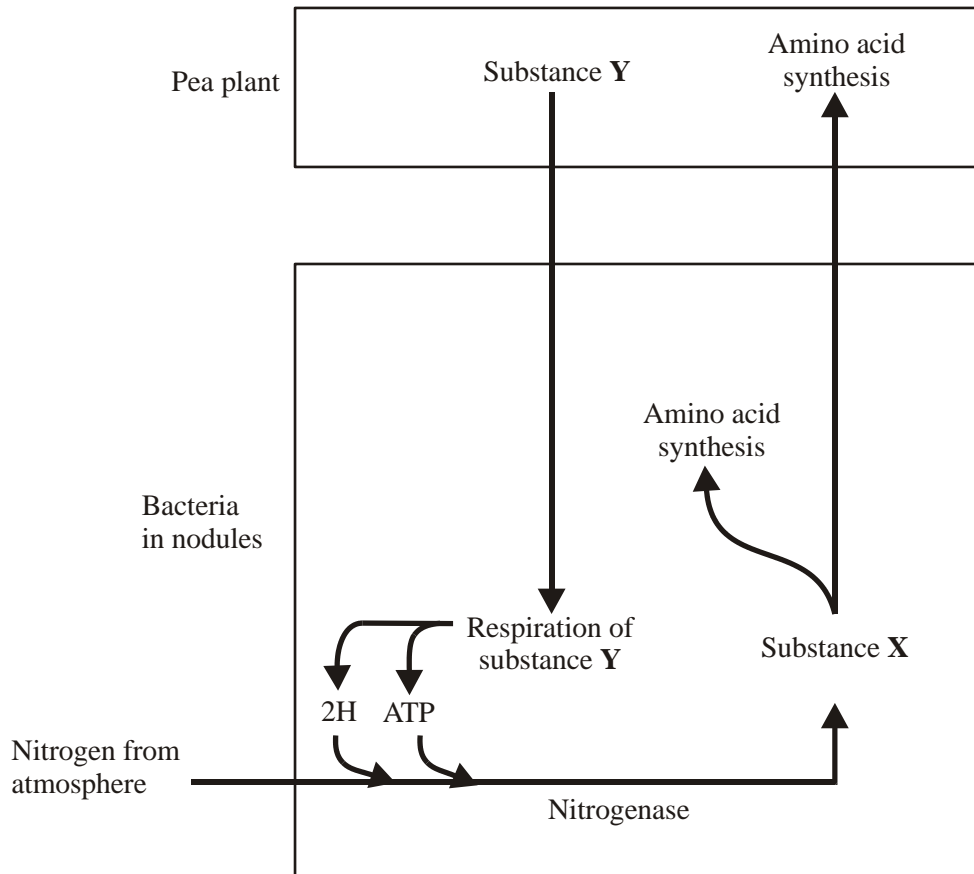 Pea plant
Substance Y
Amino acid
synthesis
Amino acid
synthesis
Bacteria
in nodules
Respiration of
substance Y
Substance X
2H
ATP
Nitrogen from
atmosphere
Nitrogenase